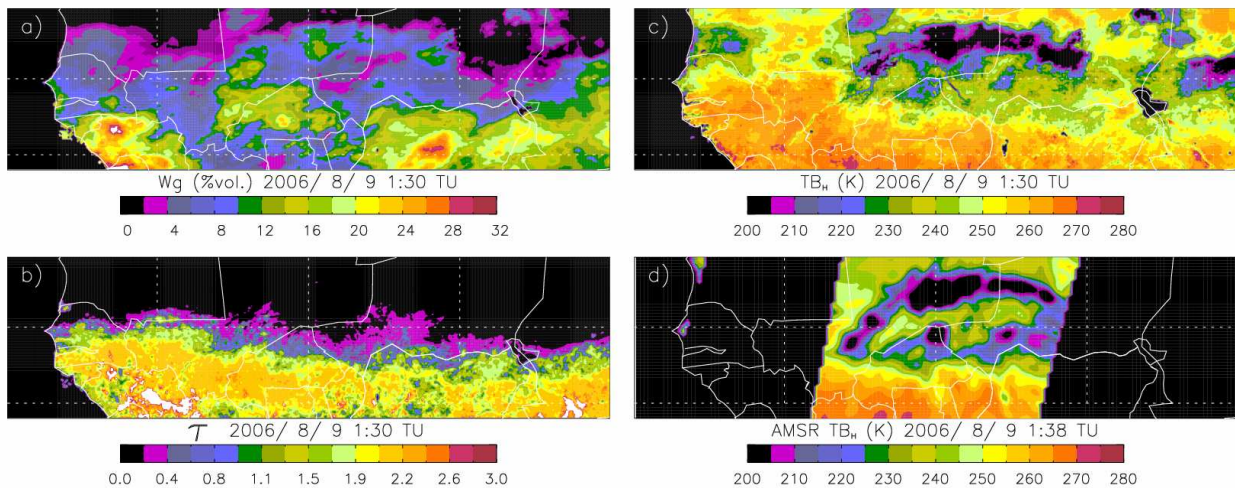 a)
Wg (%vol.) 2006/ 8/ 9 1:30 TU
0 4 8 12 16 20 24 28 32
b)
τ 2006/ 8/ 9 1:30 TU
0.0 0.4 0.8 1.1 1.5 1.9 2.2 2.6 3.0
c)
TBH (K) 2006/ 8/ 9 1:30 TU
200 210 220 230 240 250 260 270 280
d)
AMSR TBH (K) 2006/ 8/ 9 1:38 TU
200 210 220 230 240 250 260 270 280